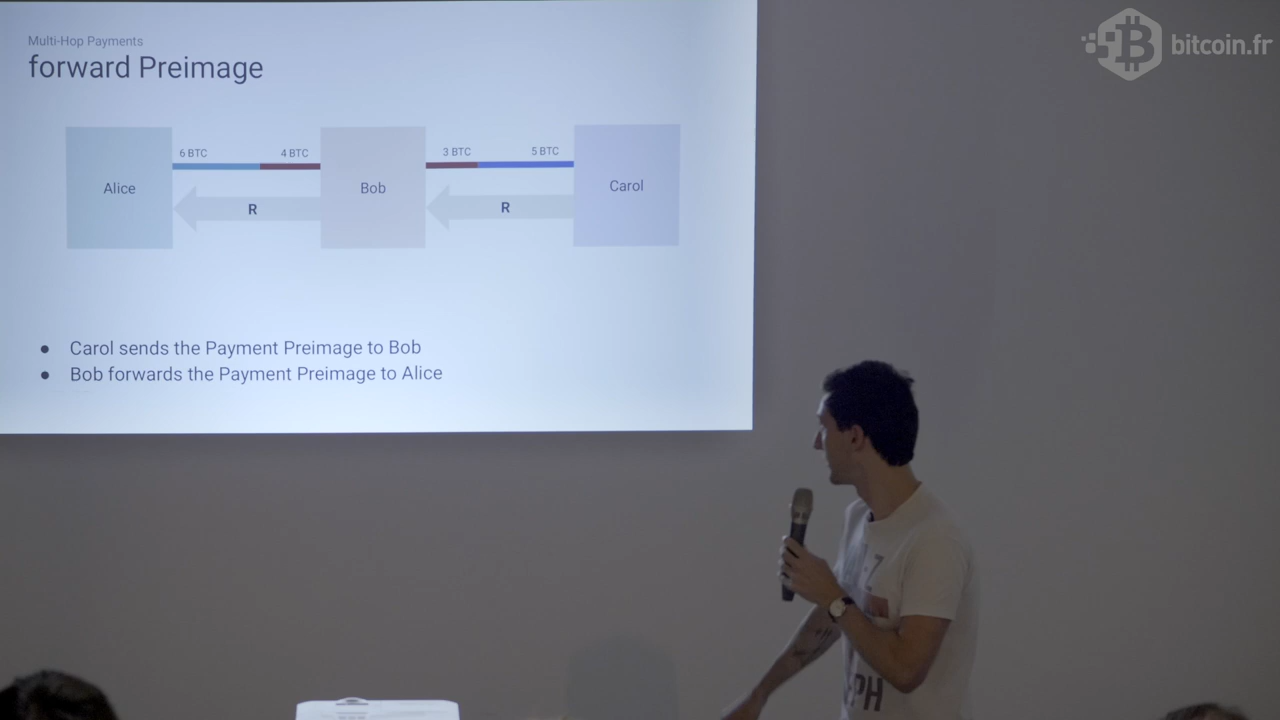 Multi-Hop Payments
forward Preimage
6 BTC 4 BTC 3 BTC 5 BTC
Alice Bob Carol
R R
● Carol sends the Payment Preimage to Bob
● Bob forwards the Payment Preimage to Alice
bitcoin.fr
PH